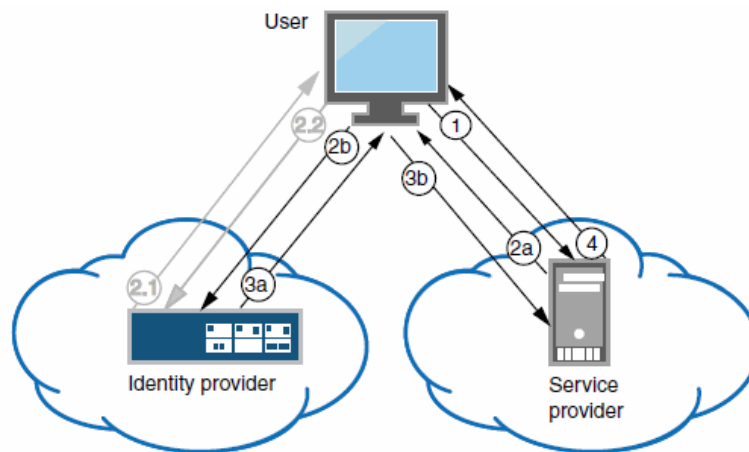 User
2.2
1
2b
3b
2a
4
2.1
3a
Identity provider
Service
provider